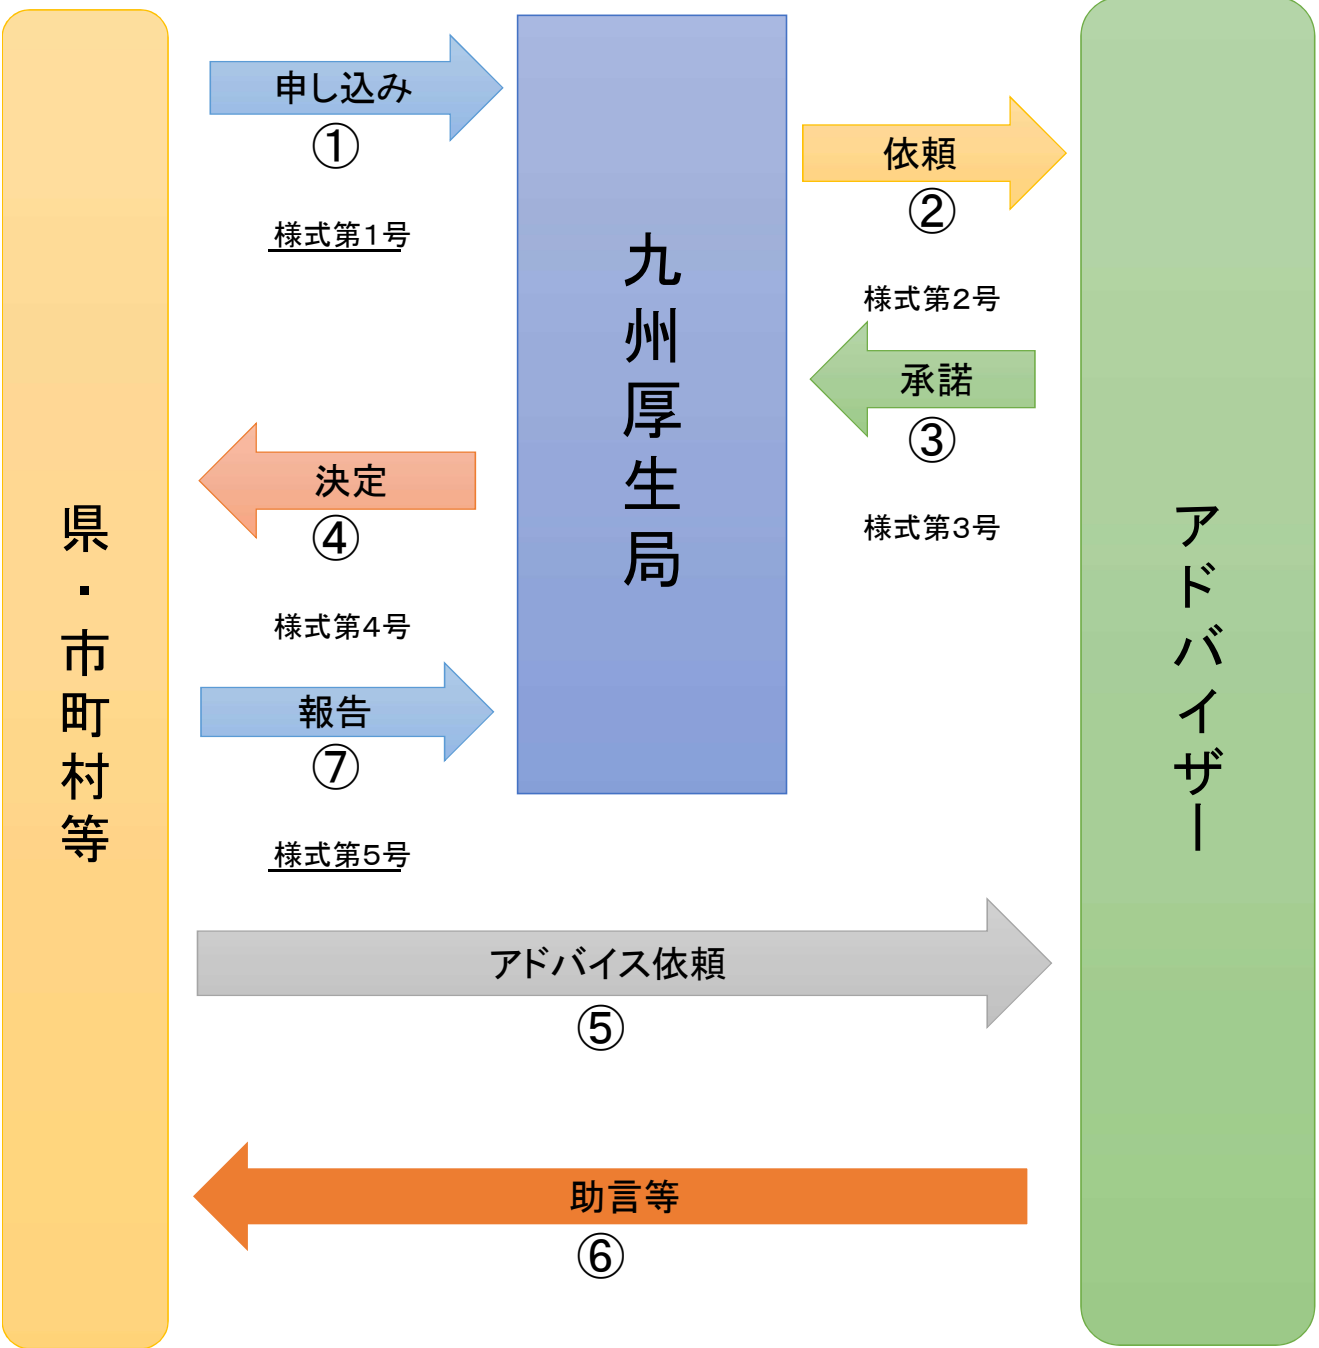 県・市町村等
申し込み
①
様式第1号
九州厚生局
依頼
②
様式第2号
承諾
③
様式第3号
決定
④
様式第4号
報告
⑦
様式第5号
アドバイザー
アドバイス依頼
⑤
助言等
⑥